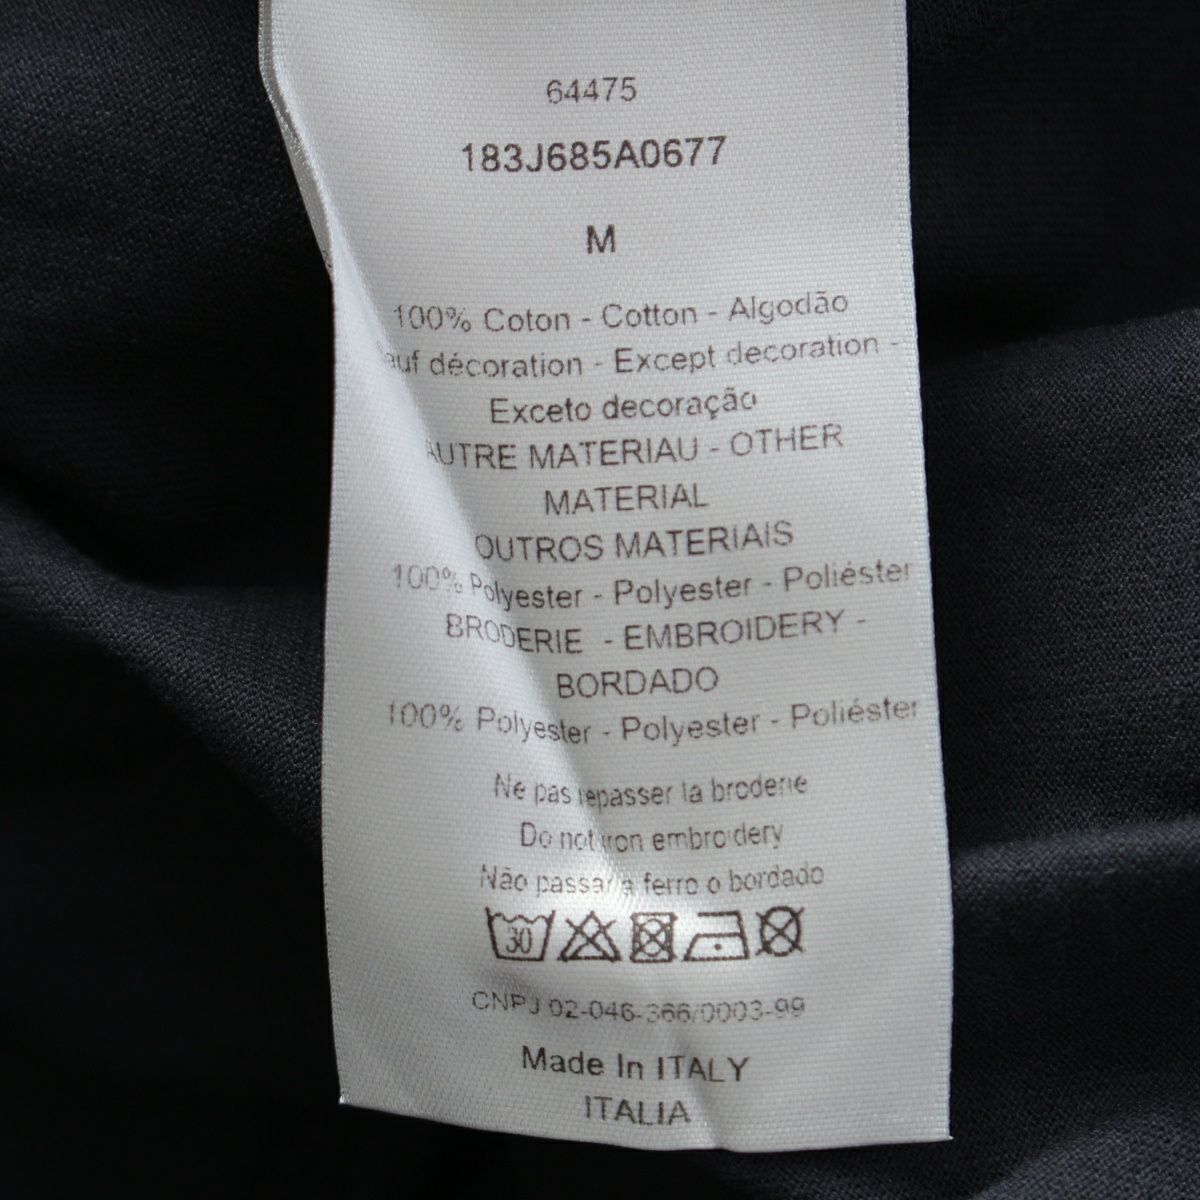 64475
183J685A0677
M
100% Coton - Cotton - Algodão
auf décoration - Except decoration -
Exceto decoração
AUTRE MATERIAU - OTHER
MATERIAL
OUTROS MATERIAIS
100% Polyester - Polyester - Poliéster
BRODERIE - EMBROIDERY -
BORDADO
100% Polyester - Polyester - Poliéster
Ne pas repasser la broderie
Do not iron embroidery
Não passar a ferro o bordado
30
CNPJ 02-046-366/0003-99
Made In ITALY
ITALIA